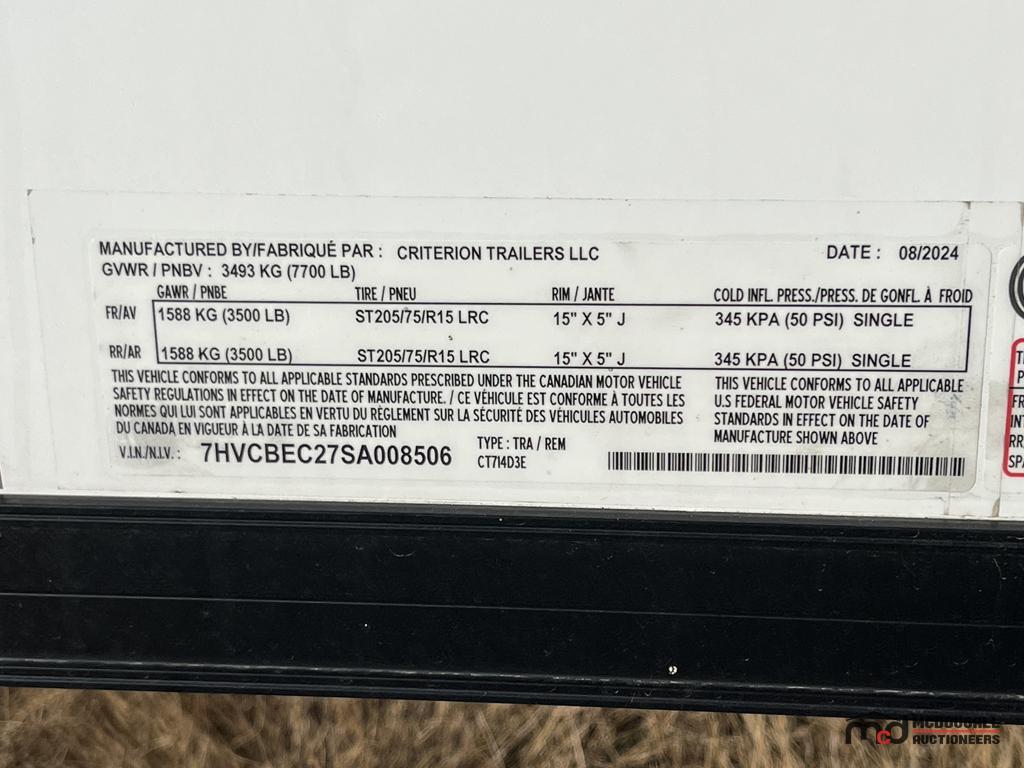 MANUFACTURED BY/FABRIQUÉ PAR : CRITERION TRAILERS LLC DATE : 08/2024
GVWR / PNBV : 3493 KG (7700 LB)
GAWR / PNBE TIRE / PNEU RIM / JANTE COLD INFL. PRESS./PRESS. DE GONFL. À FROID
FR/AV 1588 KG (3500 LB) ST205/75/R15 LRC 15" X 5" J 345 KPA (50 PSI) SINGLE
RR/AR 1588 KG (3500 LB) ST205/75/R15 LRC 15" X 5" J 345 KPA (50 PSI) SINGLE
THIS VEHICLE CONFORMS TO ALL APPLICABLE STANDARDS PRESCRIBED UNDER THE CANADIAN MOTOR VEHICLE
SAFETY REGULATIONS IN EFFECT ON THE DATE OF MANUFACTURE. / CE VÉHICULE EST CONFORME À TOUTES LES
NORMES QUI LUI SONT APPLICABLES EN VERTU DU RÈGLEMENT SUR LA SÉCURITÉ DES VÉHICULES AUTOMOBILES
DU CANADA EN VIGUEUR À LA DATE DE SA FABRICATION
THIS VEHICLE CONFORMS TO ALL APPLICABLE
U.S FEDERAL MOTOR VEHICLE SAFETY
STANDARDS IN EFFECT ON THE DATE OF
MANUFACTURE SHOWN ABOVE
V.I.N./N.I.V. : 7HVCBEC27SA008506 TYPE : TRA / REM
CT714D3E
FR
INT
RR
SPA
mcd MCDOUGALL
AUCTIONEERS